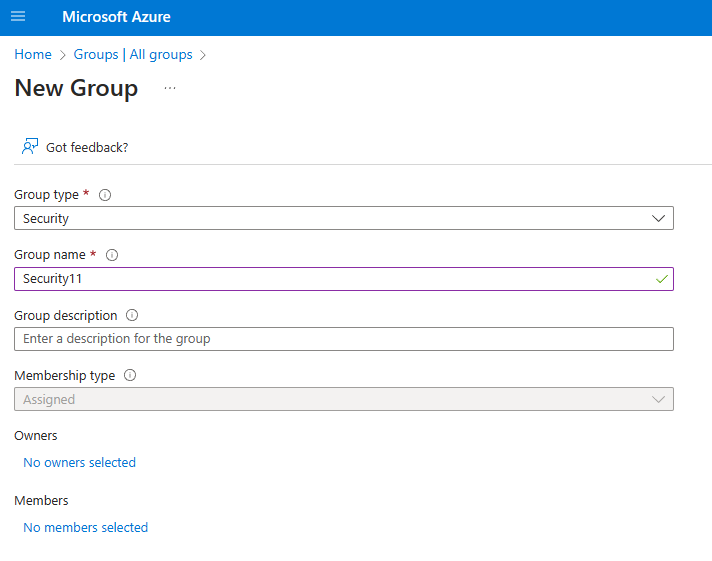 Microsoft Azure
Home > Groups | All groups >
New Group ...
Got feedback?
Group type *
Security
Group name *
Security11
Group description
Enter a description for the group
Membership type
Assigned
Owners
No owners selected
Members
No members selected